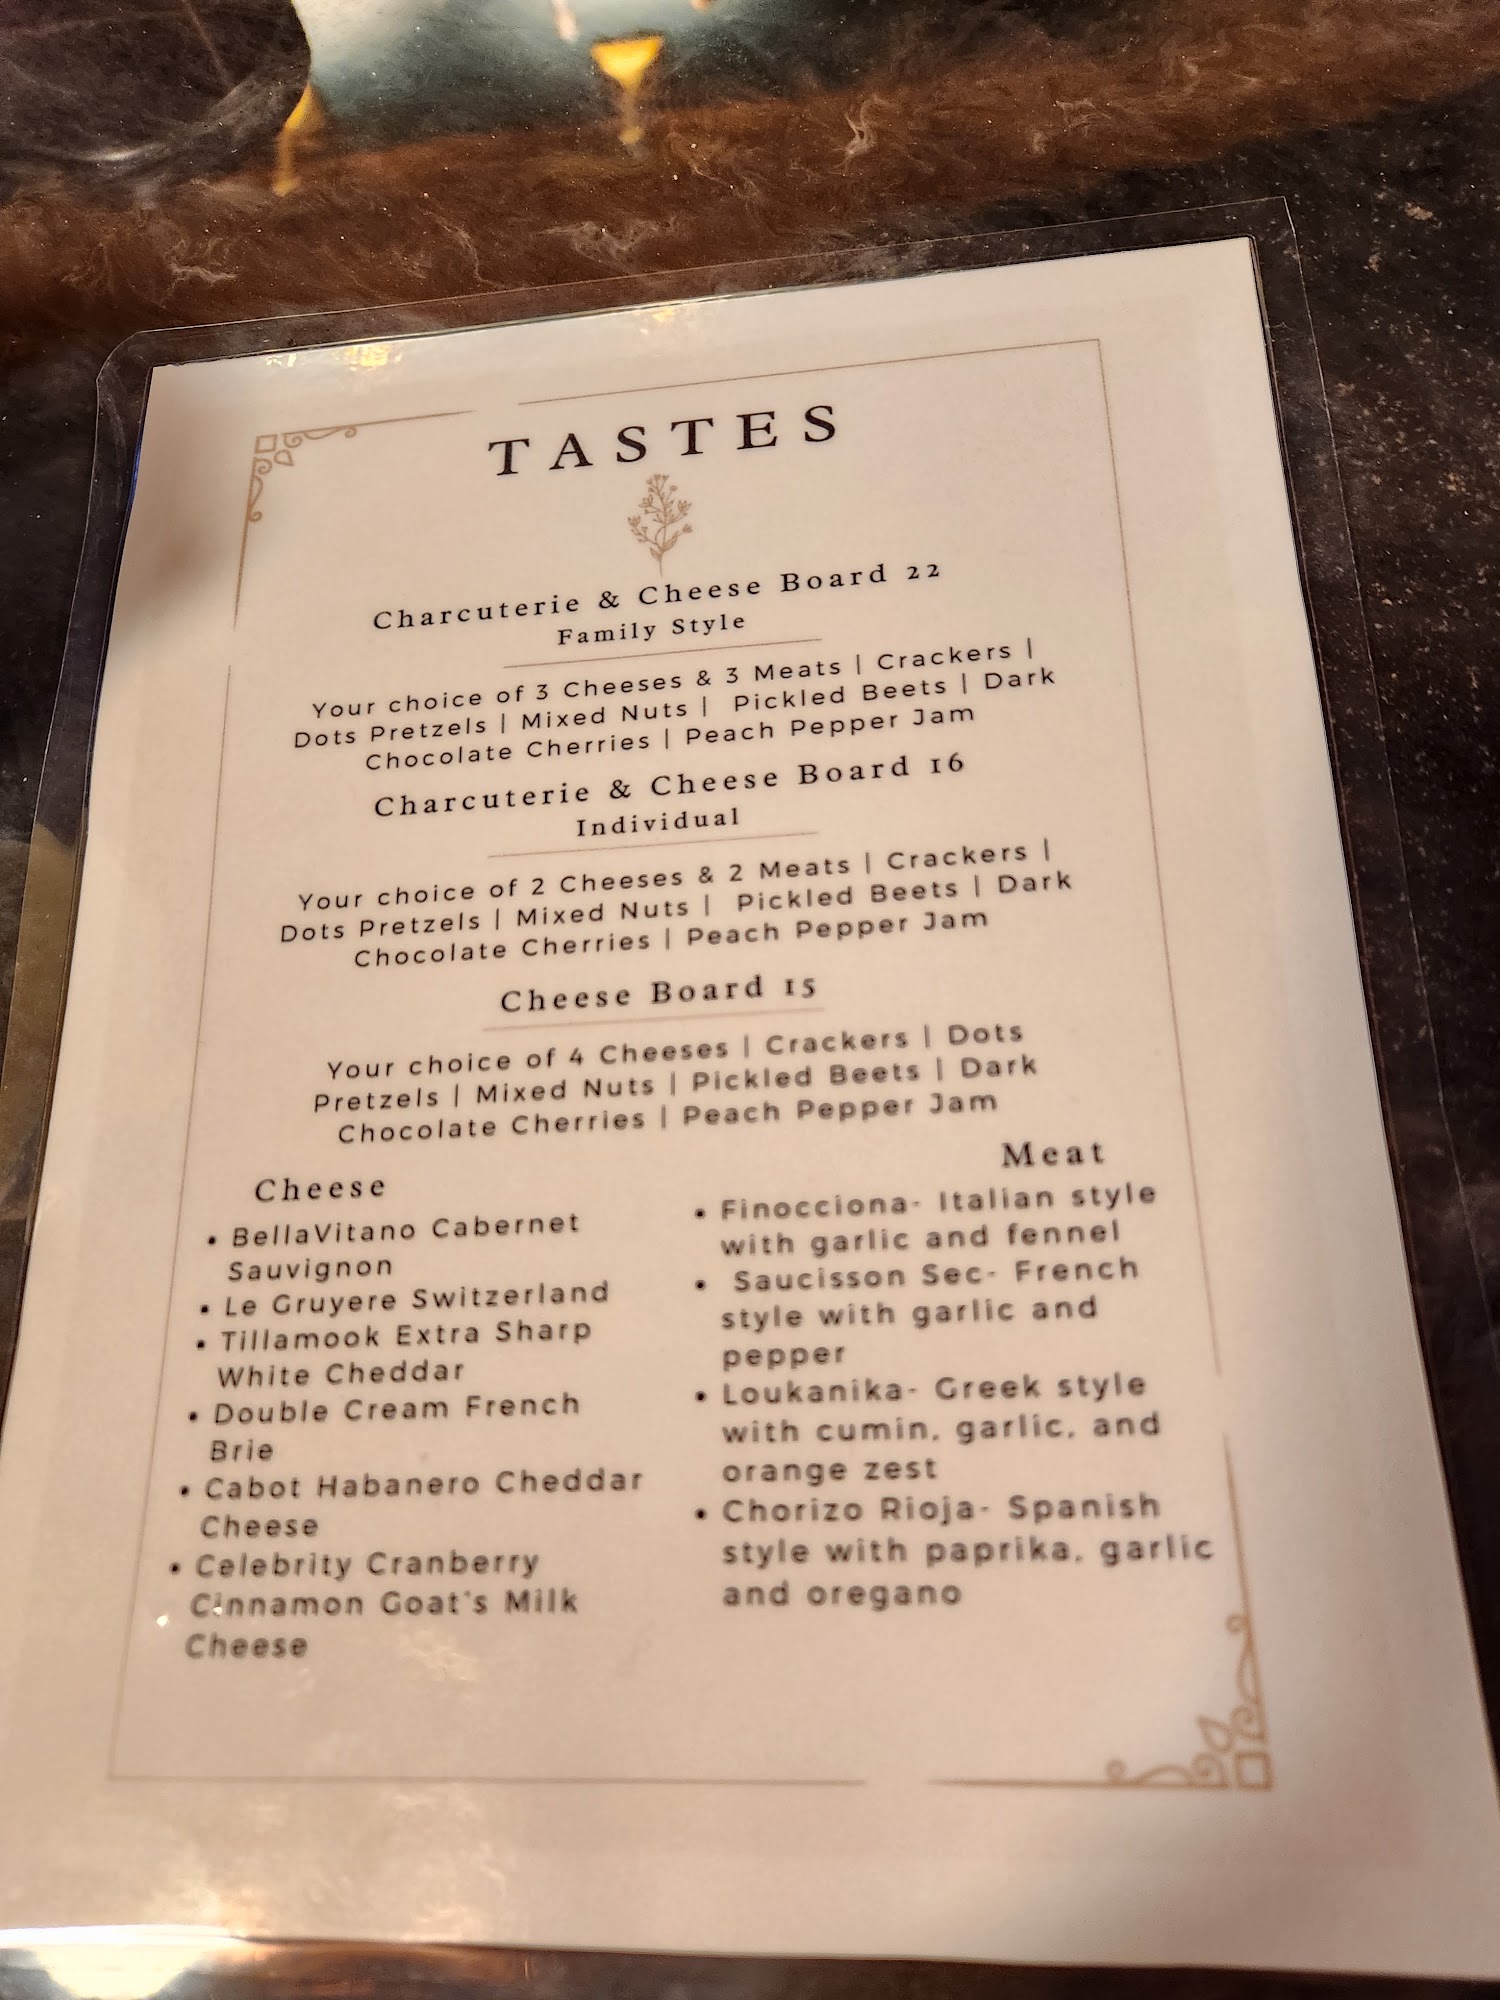 TASTES
Charcuterie & Cheese Board 22
Family Style
Your choice of 3 Cheeses & 3 Meats | Crackers |
Dots Pretzels | Mixed Nuts | Pickled Beets | Dark
Chocolate Cherries | Peach Pepper Jam
Charcuterie & Cheese Board 16
Individual
Your choice of 2 Cheeses & 2 Meats | Crackers |
Dots Pretzels | Mixed Nuts | Pickled Beets | Dark
Chocolate Cherries | Peach Pepper Jam
Cheese Board 15
Your choice of 4 Cheeses | Crackers | Dots
Pretzels | Mixed Nuts | Pickled Beets | Dark
Chocolate Cherries | Peach Pepper Jam
Cheese
• BellaVitano Cabernet
Sauvignon
• Le Gruyere Switzerland
• Tillamook Extra Sharp
White Cheddar
• Double Cream French
Brie
• Cabot Habanero Cheddar
Cheese
• Celebrity Cranberry
Cinnamon Goat's Milk
Cheese
Meat
• Finocciona- Italian style
with garlic and fennel
• Saucisson Sec- French
style with garlic and
pepper
• Loukanika- Greek style
with cumin, garlic, and
orange zest
• Chorizo Rioja- Spanish
style with paprika, garlic
and oregano